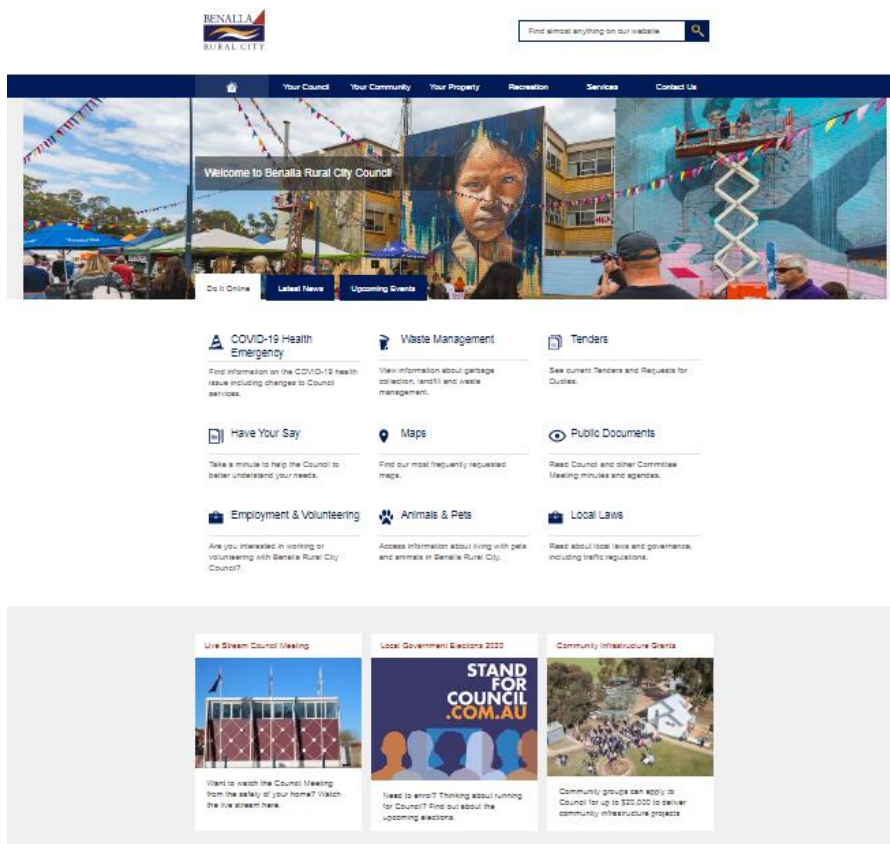 BENALLA
RURAL CITY
Find almost anything on our website
Your Council Your Community Your Property Recreation Services Contact Us
Welcome to Benalla Rural City Council
Do It Online Latest News Upcoming Events
COVID-19 Health
Emergency
Find information on the COVID-19 health
issue including changes to Council
services.
Waste Management
View information about garbage
collection, landfill and waste
management.
Tenders
See current Tenders and Requests for
Quotes.
Have Your Say
Take a minute to help the Council to
better understand your needs.
Maps
Find our most frequently requested
maps.
Public Documents
Read Council and other Committee
Meeting minutes and agendas.
Employment & Volunteering
Are you interested in working or
volunteering with Benalla Rural City
Council?
Animals & Pets
Access information about living with pets
and animals in Benalla Rural City.
Local Laws
Read about local laws and governance,
including traffic regulations.
Live Stream Council Meeting
Want to watch the Council Meeting
from the safety of your home? Watch
the live stream here.
Local Government Elections 2020
STAND
FOR
COUNCIL
.COM.AU
Need to enrol? Thinking about running
for Council? Find out about the
upcoming elections.
Community Infrastructure Grants
Community groups can apply to
Council for up to $20,000 to deliver
community infrastructure projects